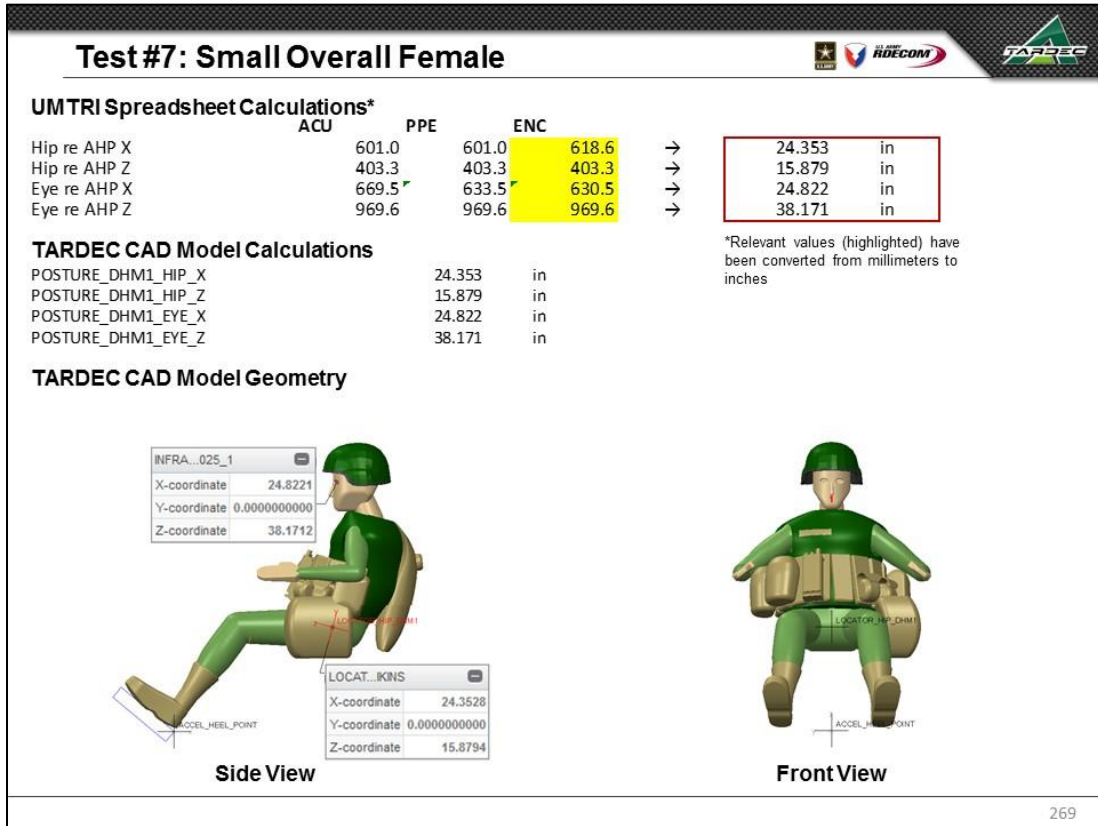 Test #7: Small Overall Female
U.S. ARMY
U.S. ARMY RDECOM
TARDEC
UMTRI Spreadsheet Calculations*
ACU PPE ENC
Hip re AHP X 601.0 601.0 618.6 → 24.353 in
Hip re AHP Z 403.3 403.3 403.3 → 15.879 in
Eye re AHP X 669.5 633.5 630.5 → 24.822 in
Eye re AHP Z 969.6 969.6 969.6 → 38.171 in
*Relevant values (highlighted) have
been converted from millimeters to
inches
TARDEC CAD Model Calculations
POSTURE_DHM1_HIP_X 24.353 in
POSTURE_DHM1_HIP_Z 15.879 in
POSTURE_DHM1_EYE_X 24.822 in
POSTURE_DHM1_EYE_Z 38.171 in
TARDEC CAD Model Geometry
INFRA...025_1
X-coordinate 24.8221
Y-coordinate 0.0000000000
Z-coordinate 38.1712
LOCATOR_HIP_DHM1
LOCAT...IKINS
X-coordinate 24.3528
Y-coordinate 0.0000000000
Z-coordinate 15.8794
ACCEL_HEEL_POINT
Side View
LOCATOR_HIP_DHM1
ACCEL_HEEL_POINT
Front View
269